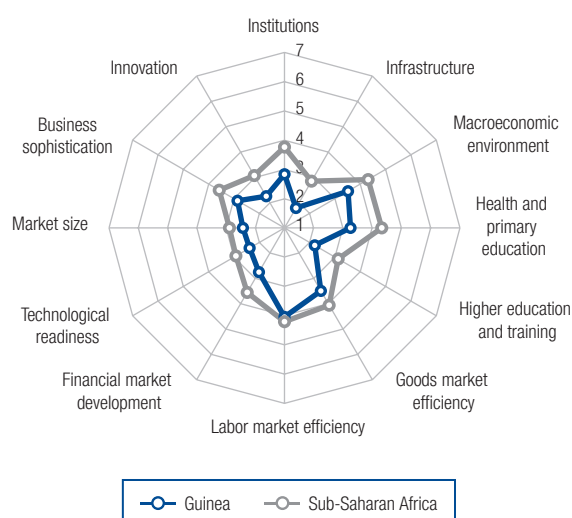 Institutions
7
6
5
4
3
2
1
Infrastructure
Macroeconomic
environment
Health and
primary
education
Higher education
and training
Goods market
efficiency
Labor market efficiency
Financial market
development
Technological
readiness
Market size
Business
sophistication
Innovation
Guinea
Sub-Saharan Africa